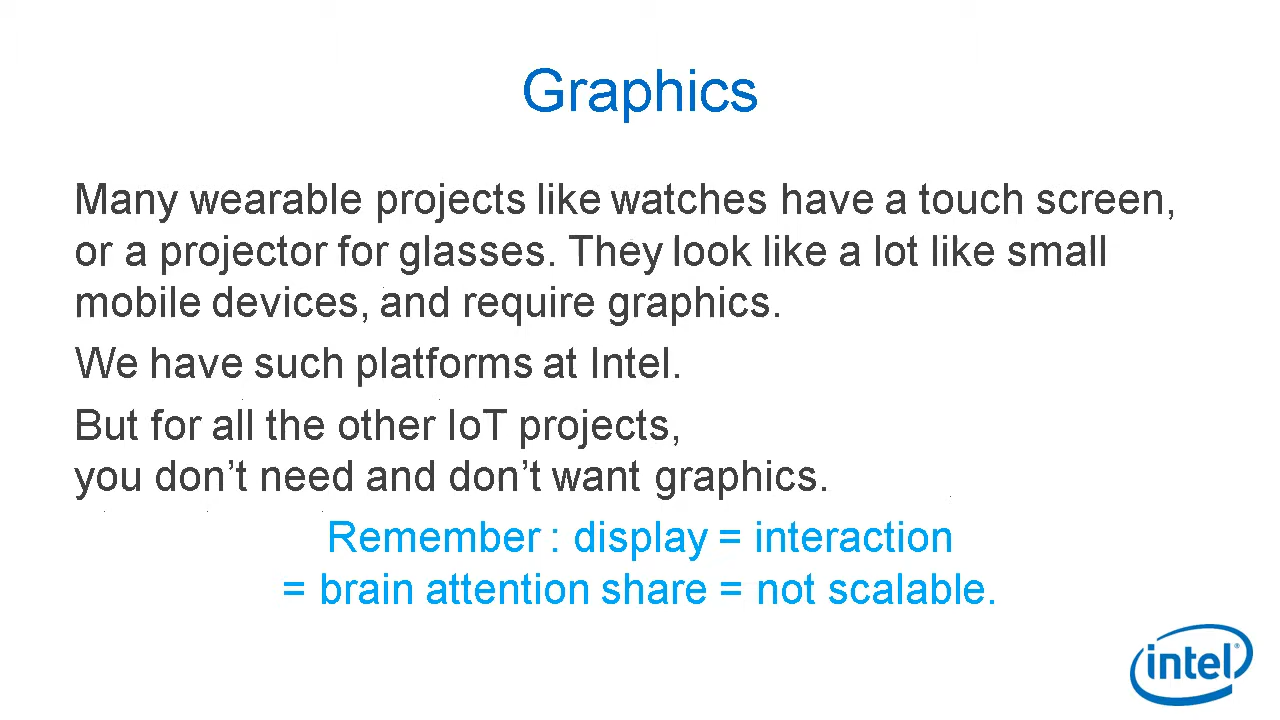 Graphics
Many wearable projects like watches have a touch screen,
or a projector for glasses. They look like a lot like small
mobile devices, and require graphics.
We have such platforms at Intel.
But for all the other IoT projects,
you don’t need and don’t want graphics.
Remember : display = interaction
= brain attention share = not scalable.
intel®